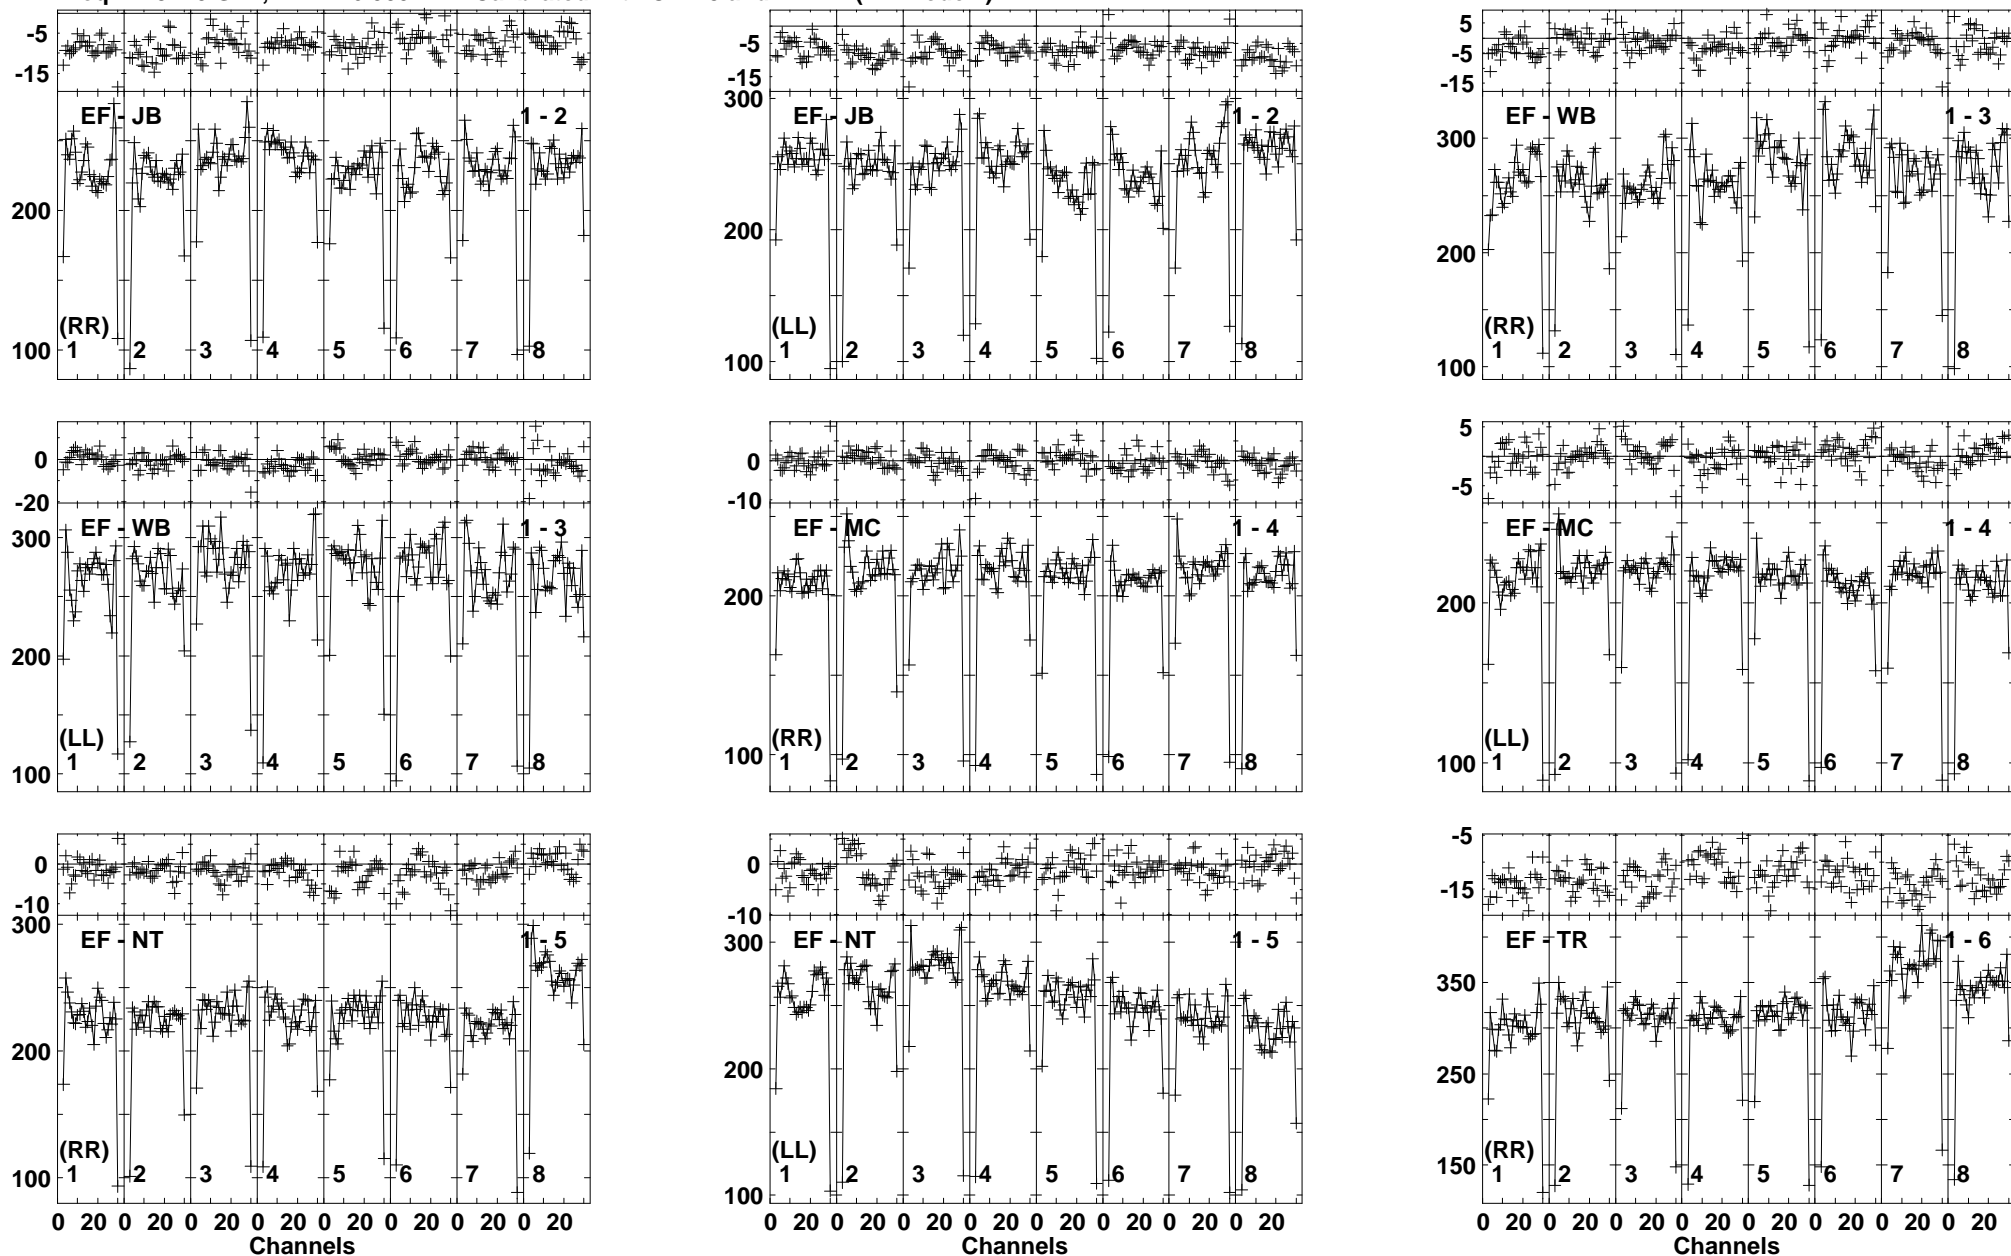 -5 -5 5
-15 -15 -5
-15
300
EF - JB 1 - 2 EF - JB 1 - 2 EF - WB 1 - 3
300
200 200 200
(RR) (LL) (RR)
100 1 2 3 4 5 6 7 8 100 1 2 3 4 5 6 7 8 100 1 2 3 4 5 6 7 8
0 0 5
-20 -10 -5
300 EF - WB 1 - 3 EF - MC 1 - 4 EF - MC 1 - 4
200 200 200
(LL) (RR) (LL)
100 1 2 3 4 5 6 7 8 100 1 2 3 4 5 6 7 8 100 1 2 3 4 5 6 7 8
0 0 -5
-10 -10 -15
300 EF - NT 1 - 5 300 EF - NT 1 - 5 EF - TR 1 - 6
350
200 200 250
(RR) (LL) (RR)
100 1 2 3 4 5 6 7 8 100 1 2 3 4 5 6 7 8 150 1 2 3 4 5 6 7 8
0 20 0 20 0 20 0 20 0 20 0 20 0 20 0 20 0 20 0 20 0 20 0 20 0 20 0 20 0 20 0 20 0 20 0 20 0 20 0 20 0 20 0 20 0 20 0 20
Channels Channels Channels